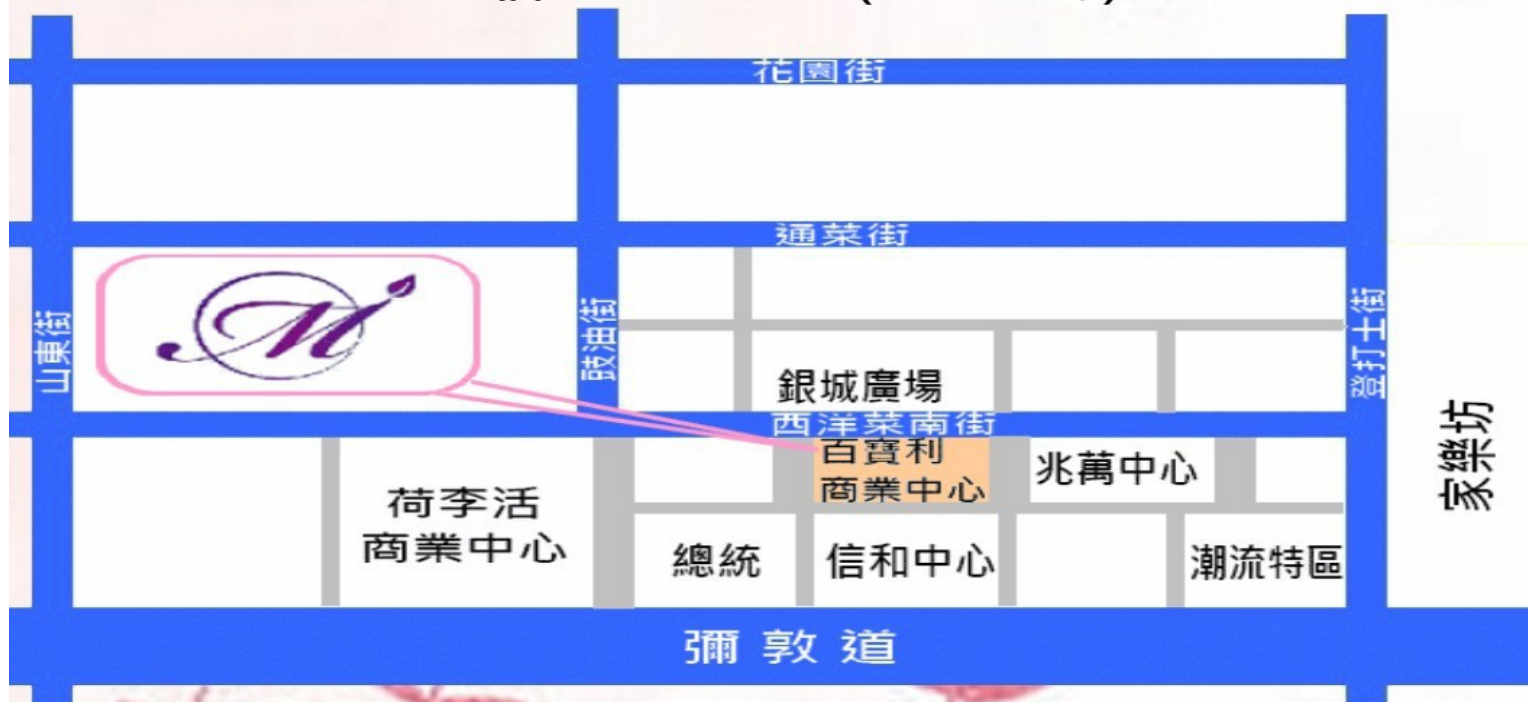 花園街
通菜街
山東街
豉油街
登打士街
銀城廣場
西洋菜南街
百寶利
商業中心
兆萬中心
家樂坊
荷李活
商業中心
總統
信和中心
潮流特區
彌敦道
M